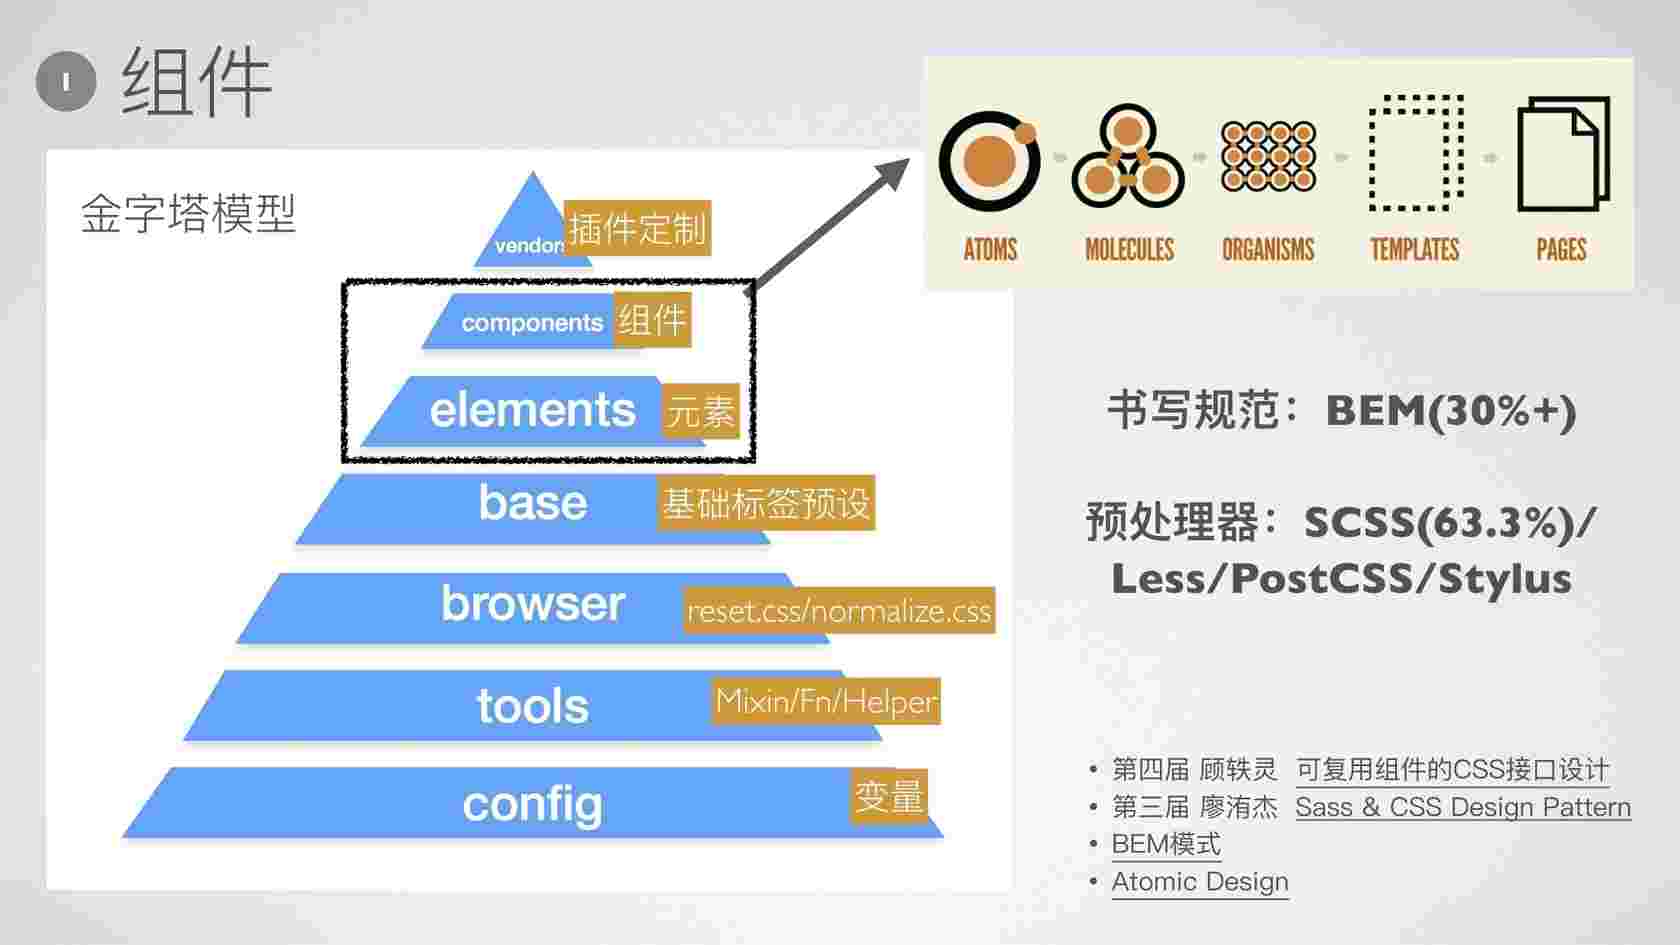 I 组件
金字塔模型
vendors 插件定制
components 组件
elements 元素
base 基础标签预设
browser reset.css/normalize.css
tools Mixin/Fn/Helper
config 变量
ATOMS MOLECULES ORGANISMS TEMPLATES PAGES
书写规范：BEM(30%+)
预处理器：SCSS(63.3%)/
Less/PostCSS/Stylus
• 第四届 顾轶灵 可复用组件的CSS接口设计
• 第三届 廖洧杰 Sass & CSS Design Pattern
• BEM模式
• Atomic Design